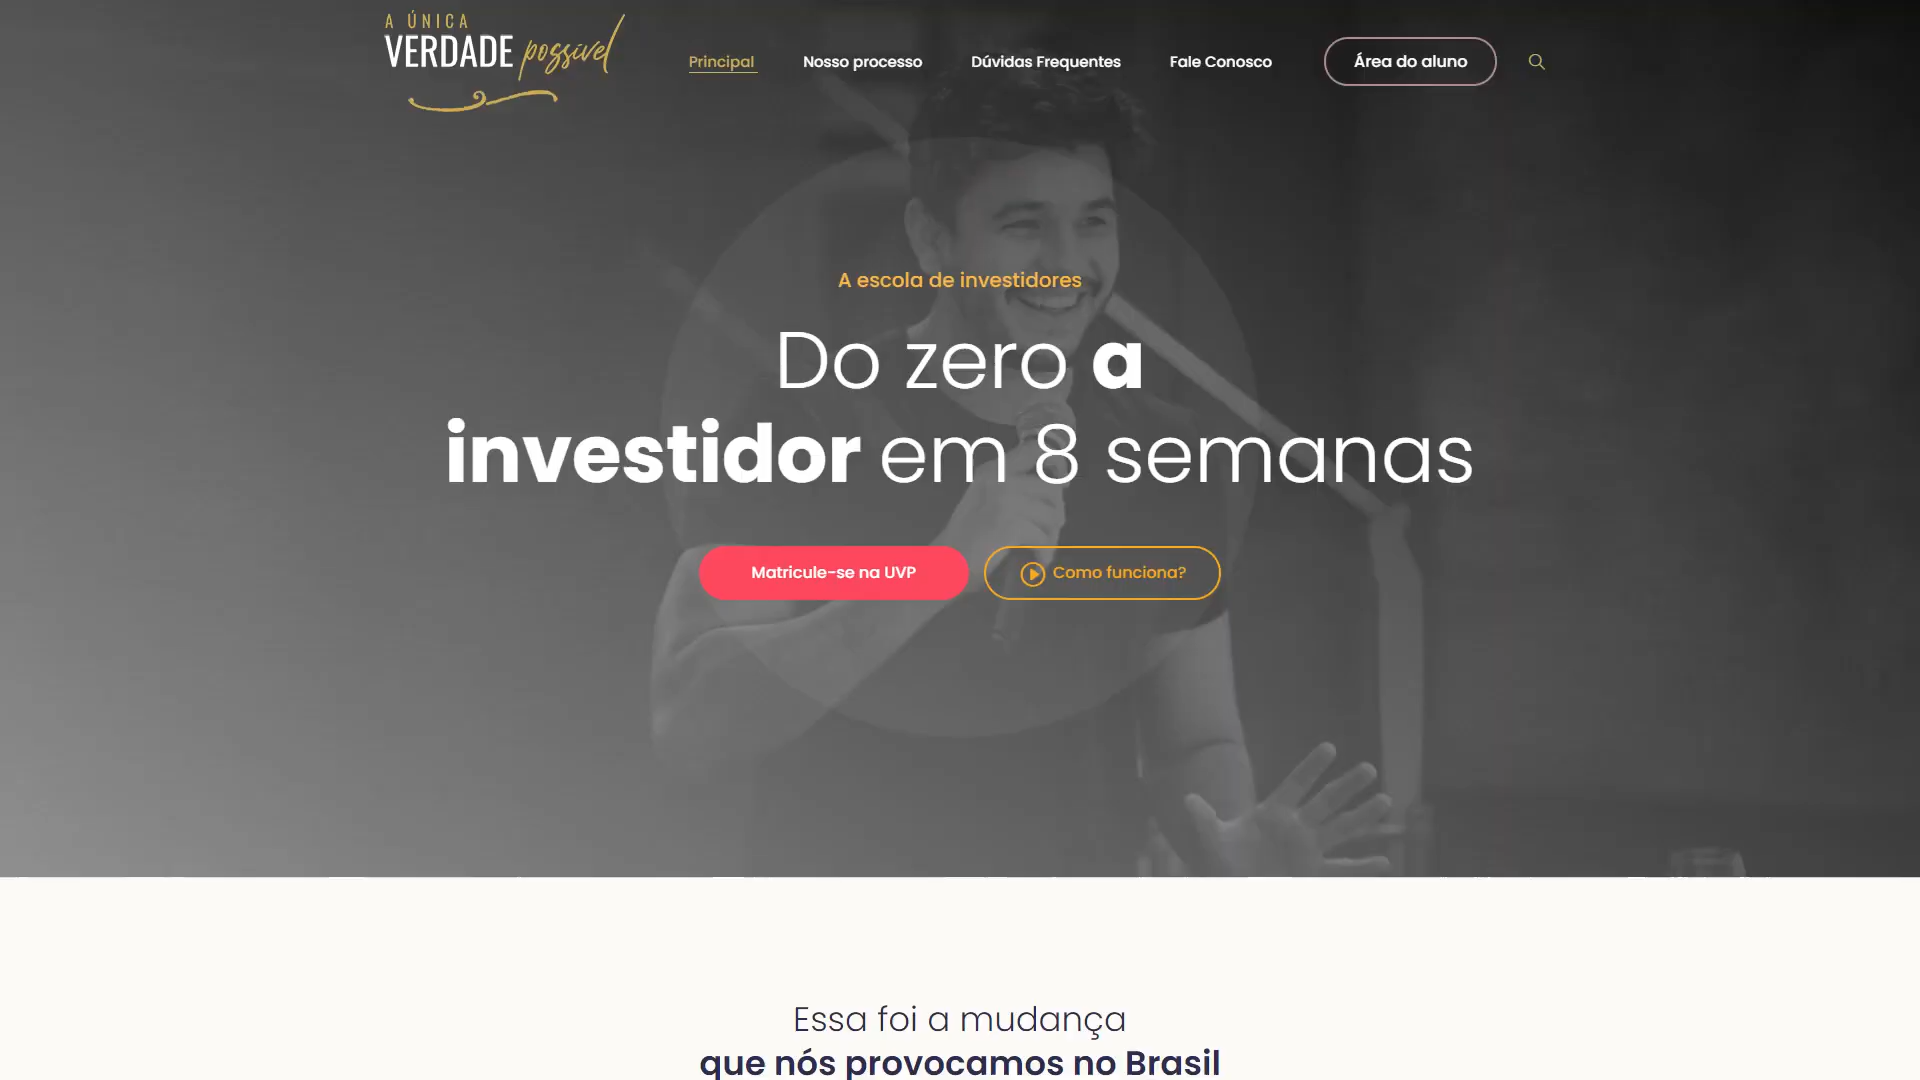 A ÚNICA
VERDADE possível
Principal
Nosso processo
Dúvidas Frequentes
Fale Conosco
Área do aluno
A escola de investidores
Do zero a
investidor em 8 semanas
Matricule-se na UVP
Como funciona?
Essa foi a mudança
que nós provocamos no Brasil